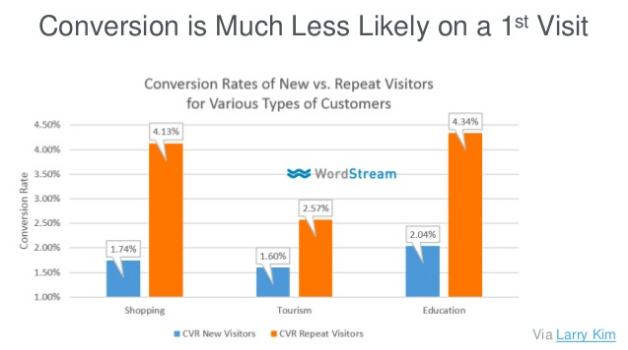 Conversion is Much Less Likely on a 1st Visit
Conversion Rates of New vs. Repeat Visitors
for Various Types of Customers
4.50%
4.00%
3.50%
3.00%
2.50%
2.00%
1.50%
1.00%
Conversion Rate
4.13%
1.74%
WordStream
2.57%
1.60%
4.34%
2.04%
Shopping
Tourism
Education
CVR New Visitors
CVR Repeat Visitors
Via Larry Kim